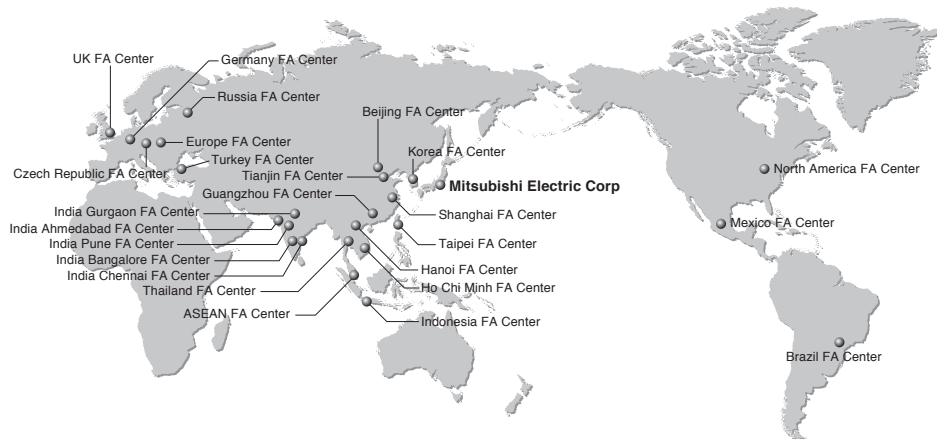 UK FA Center
Germany FA Center
Russia FA Center
Beijing FA Center
Europe FA Center
Korea FA Center
Turkey FA Center
Czech Republic FA Center
Tianjin FA Center
North America FA Center
Mitsubishi Electric Corp
Guangzhou FA Center
India Gurgaon FA Center
Shanghai FA Center
Mexico FA Center
India Ahmedabad FA Center
India Pune FA Center
Taipei FA Center
India Bangalore FA Center
Hanoi FA Center
India Chennai FA Center
Ho Chi Minh FA Center
Thailand FA Center
ASEAN FA Center
Indonesia FA Center
Brazil FA Center